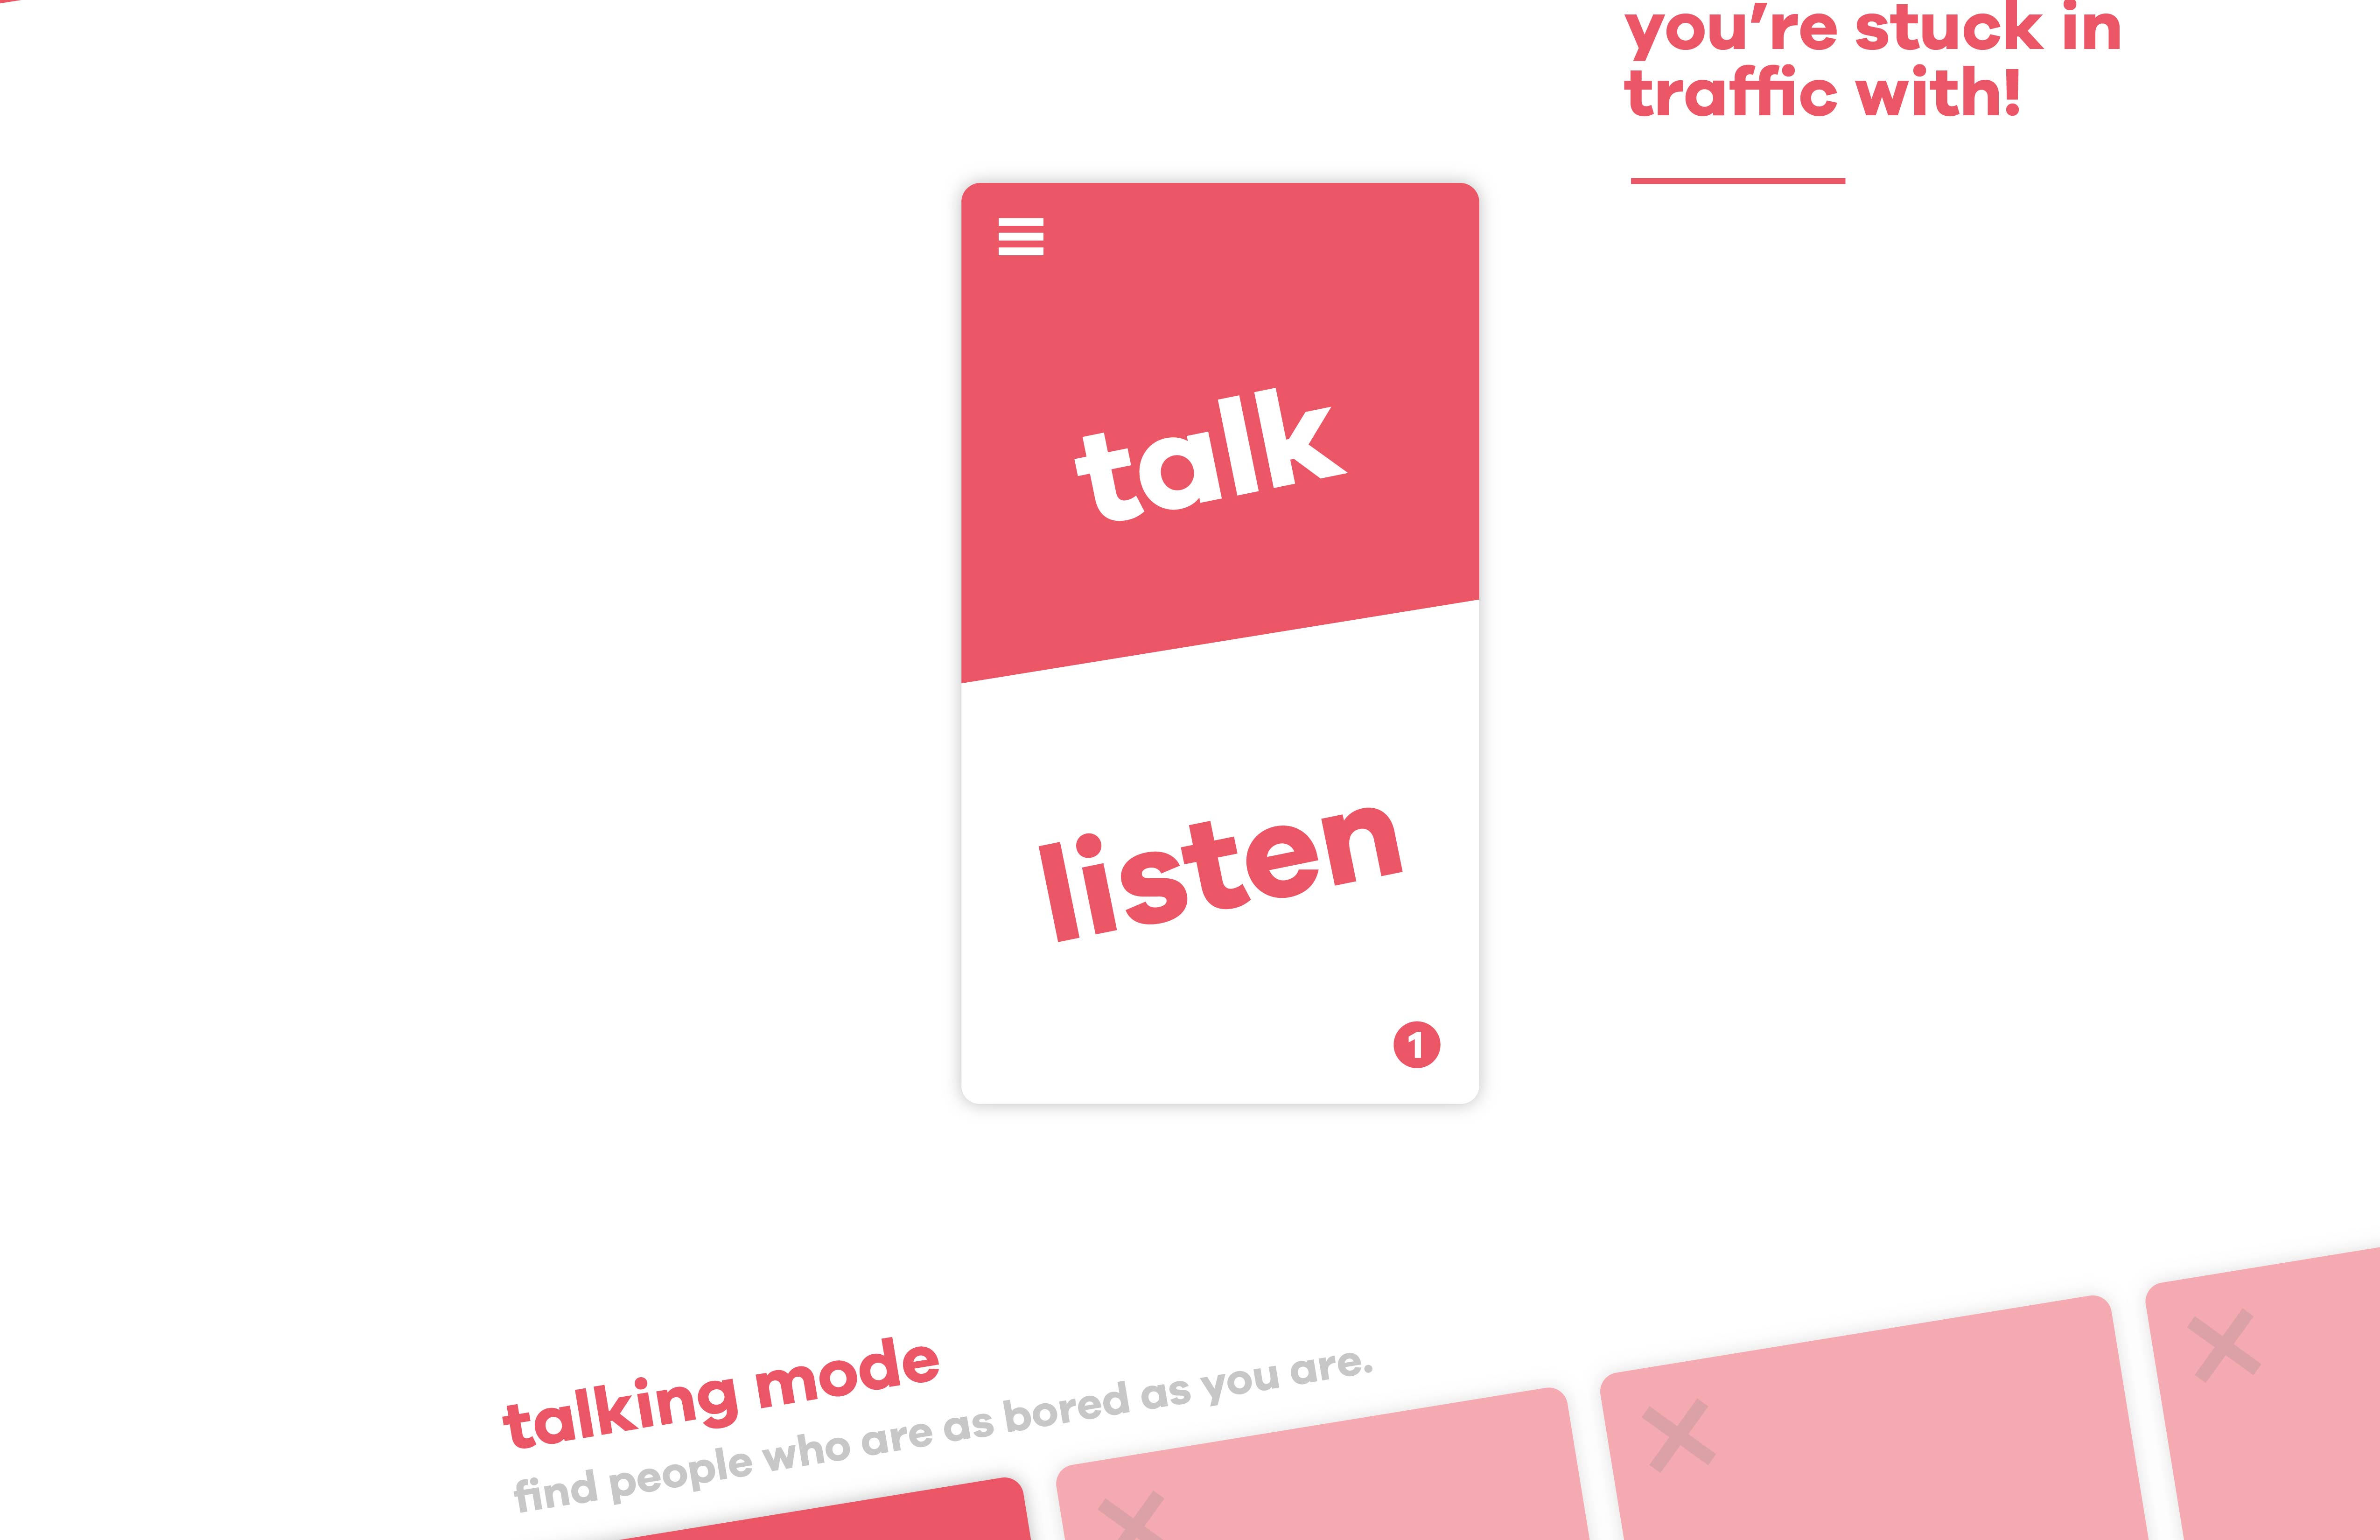 you’re stuck in
traffic with!
talk
listen
1
talking mode
find people who are as bored as you are.